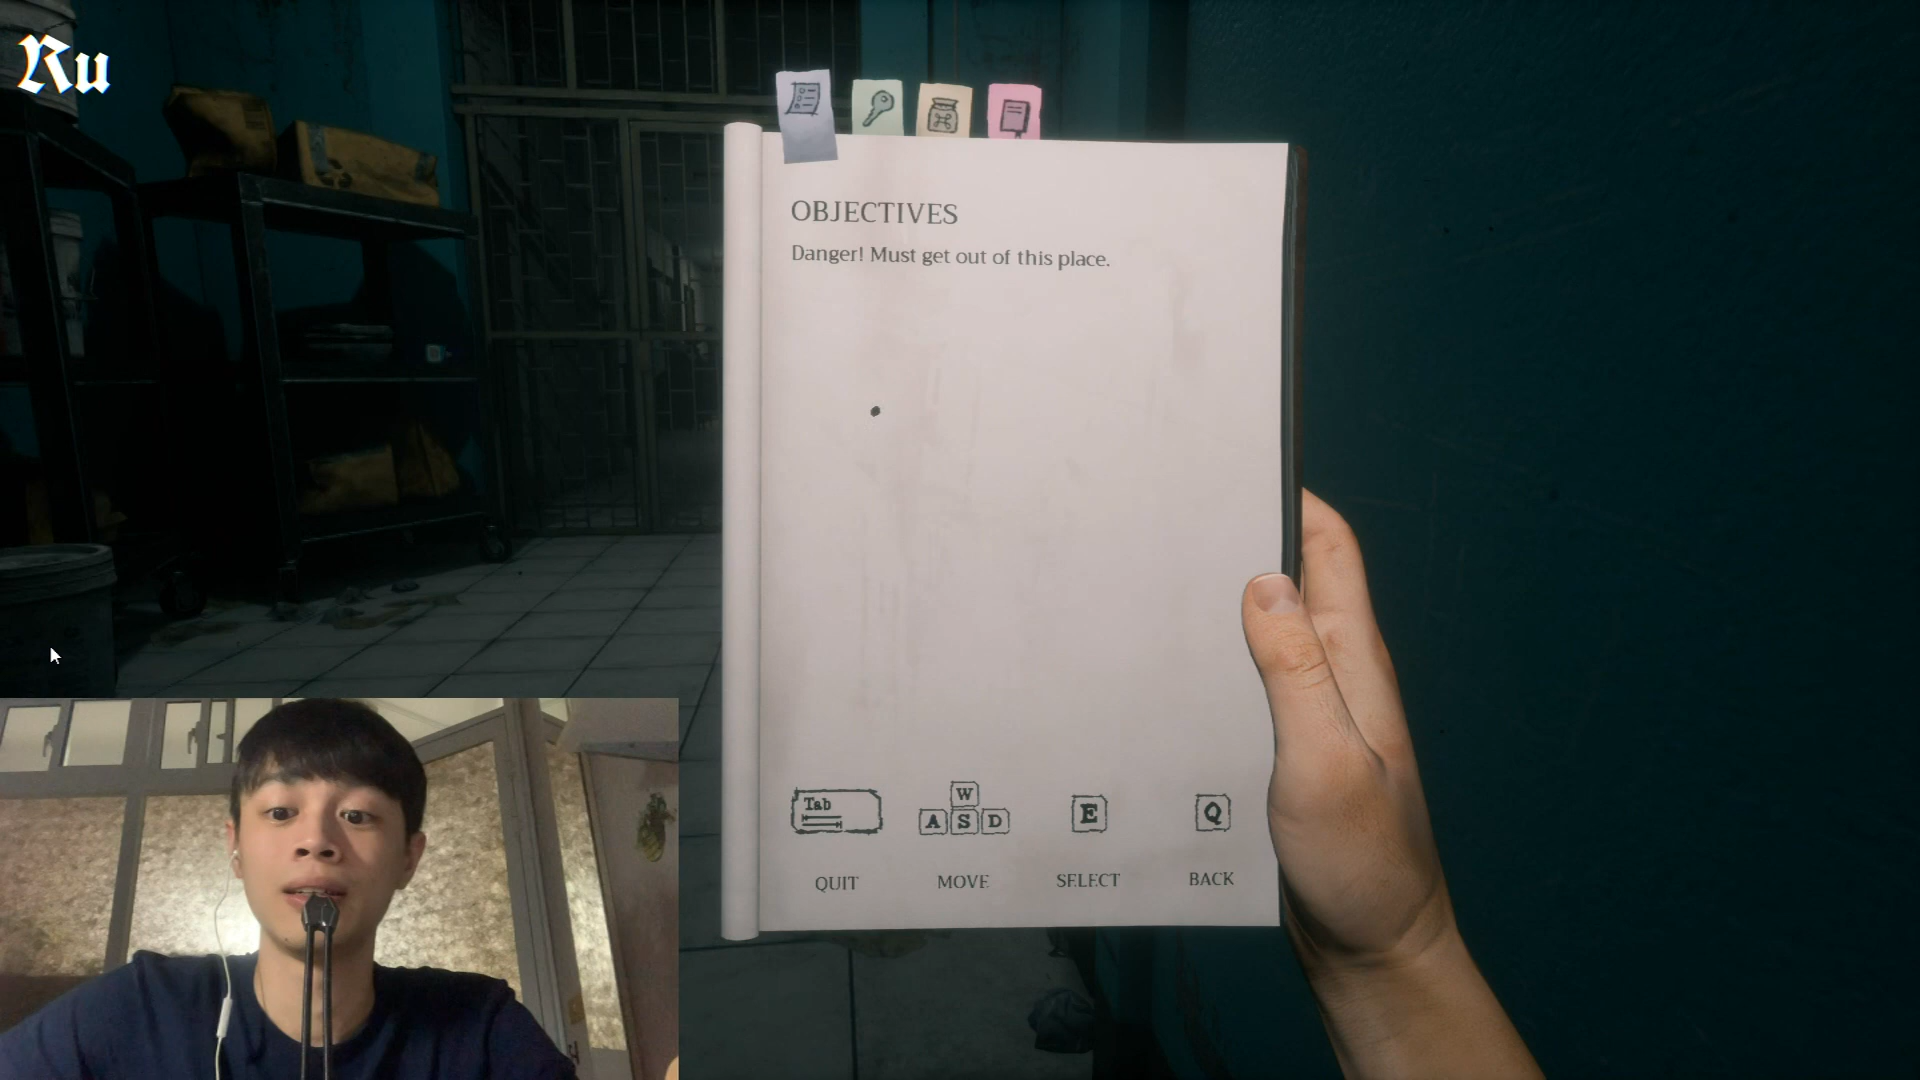 Ru
OBJECTIVES
Danger! Must get out of this place.
Tab
W
A S D
E
Q
QUIT
MOVE
SELECT
BACK